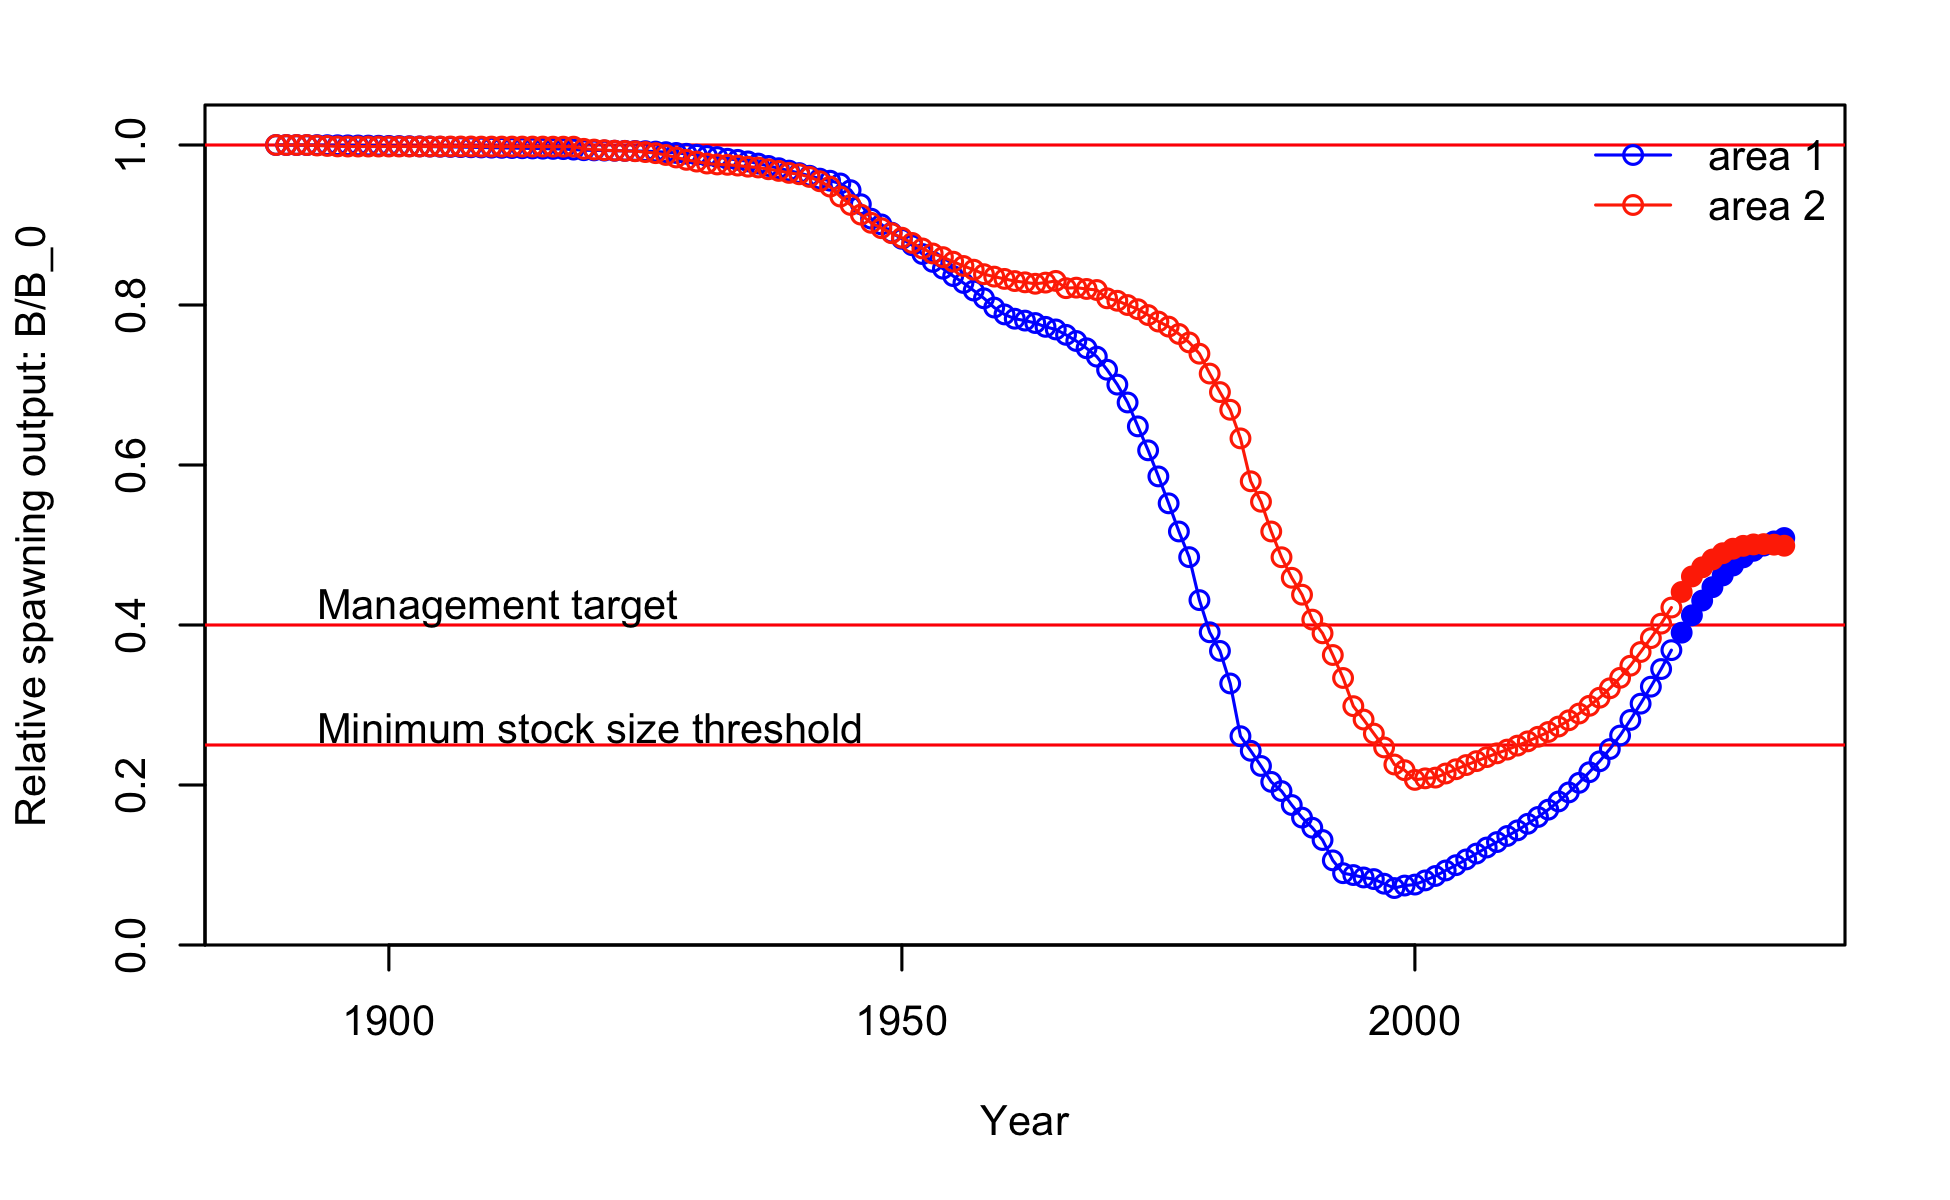 Relative spawning output: B/B_0
1.0
0.8
0.6
0.4
0.2
0.0
area 1
area 2
Management target
Minimum stock size threshold
1900
1950
2000
Year